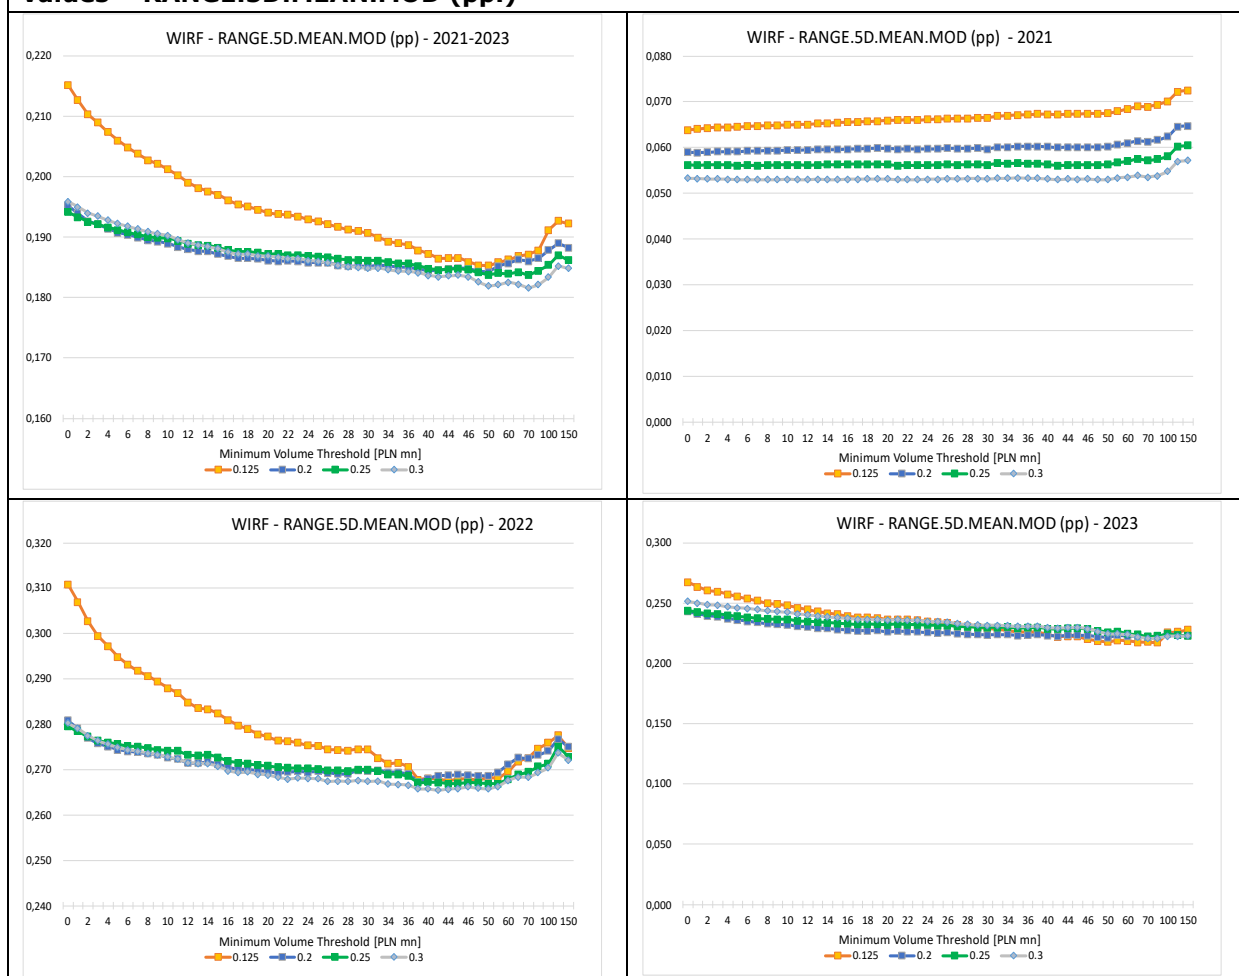 values – RANGE.5D.MEAN.MOD (pp.)
WIRF - RANGE.5D.MEAN.MOD (pp) - 2021-2023
0,220
0,210
0,200
0,190
0,180
0,170
0,160
0 2 4 6 8 10 12 14 16 18 20 22 24 26 28 30 34 36 40 44 46 50 60 70 100 150
Minimum Volume Threshold [PLN mn]
0.125 0.2 0.25 0.3
WIRF - RANGE.5D.MEAN.MOD (pp) - 2021
0,080
0,070
0,060
0,050
0,040
0,030
0,020
0,010
0,000
0 2 4 6 8 10 12 14 16 18 20 22 24 26 28 30 34 36 40 44 46 50 60 70 100 150
Minimum Volume Threshold [PLN mn]
0.125 0.2 0.25 0.3
WIRF - RANGE.5D.MEAN.MOD (pp) - 2022
0,320
0,310
0,300
0,290
0,280
0,270
0,260
0,250
0,240
0 2 4 6 8 10 12 14 16 18 20 22 24 26 28 30 34 36 40 44 46 50 60 70 100 150
Minimum Volume Threshold [PLN mn]
0.125 0.2 0.25 0.3
WIRF - RANGE.5D.MEAN.MOD (pp) - 2023
0,300
0,250
0,200
0,150
0,100
0,050
0,000
0 2 4 6 8 10 12 14 16 18 20 22 24 26 28 30 34 36 40 44 46 50 60 70 100 150
Minimum Volume Threshold [PLN mn]
0.125 0.2 0.25 0.3